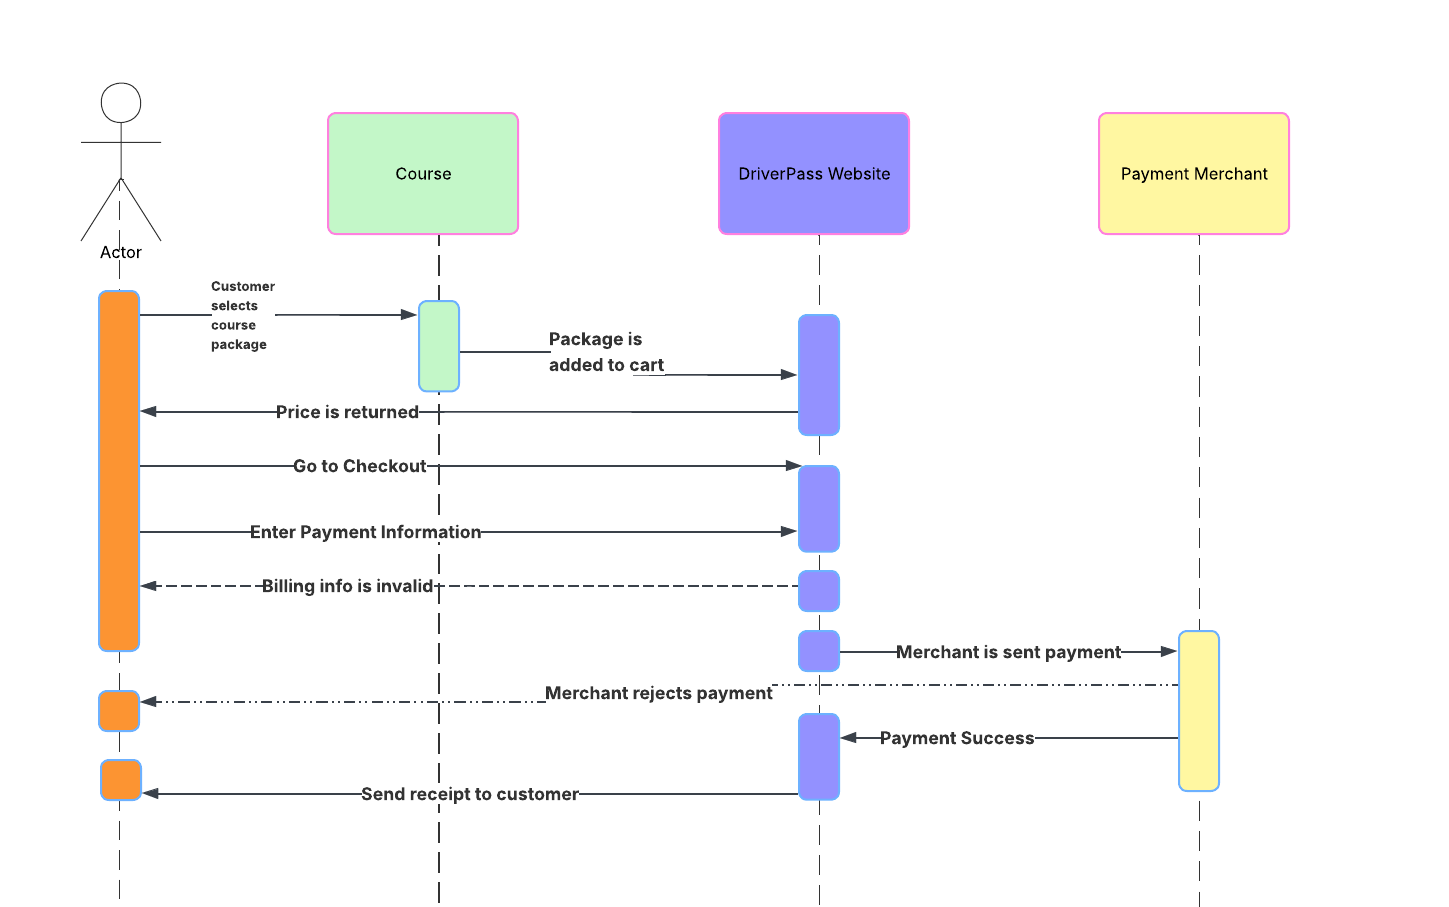 Course
DriverPass Website
Payment Merchant
Actor
Customer
selects
course
package
Package is
added to cart
Price is returned
Go to Checkout
Enter Payment Information
Billing info is invalid
Merchant is sent payment
Merchant rejects payment
Payment Success
Send receipt to customer